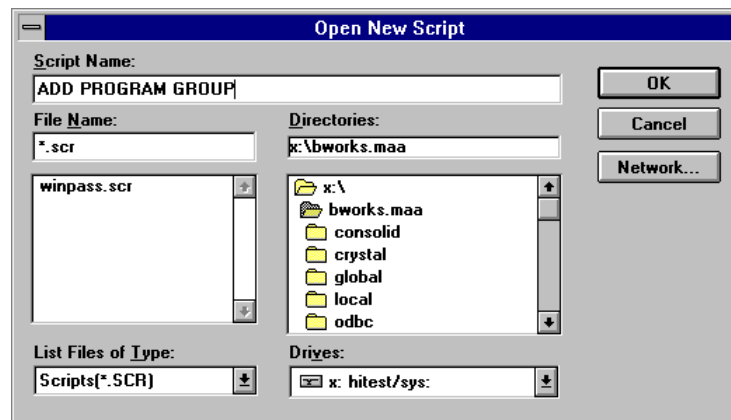 Open New Script
Script Name:
ADD PROGRAM GROUP
OK
File Name:
Directories:
Cancel
*.scr
x:\bworks.maa
Network...
winpass.scr
x:\
bworks.maa
consolid
crystal
global
local
odbc
List Files of Type:
Drives:
Scripts(*.SCR)
x: hitest/sys: